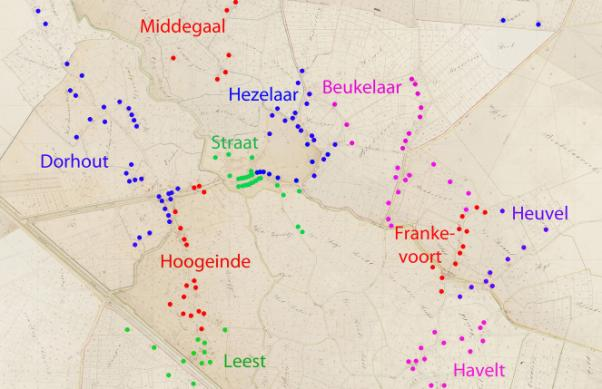 Middegaal
Hezelaar
Beukelaar
Straat
Dorhout
Heuvel
Franke-
voort
Hoogeinde
Leest
Havelt